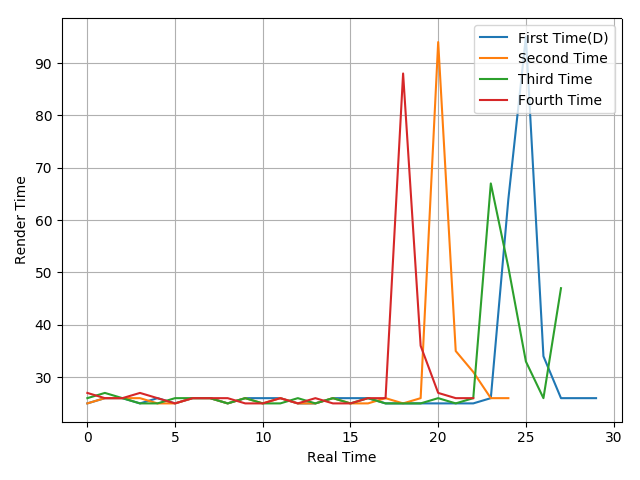 First Time(D)
Second Time
Third Time
Fourth Time
Render Time
90
80
70
60
50
40
30
0 5 10 15 20 25 30
Real Time